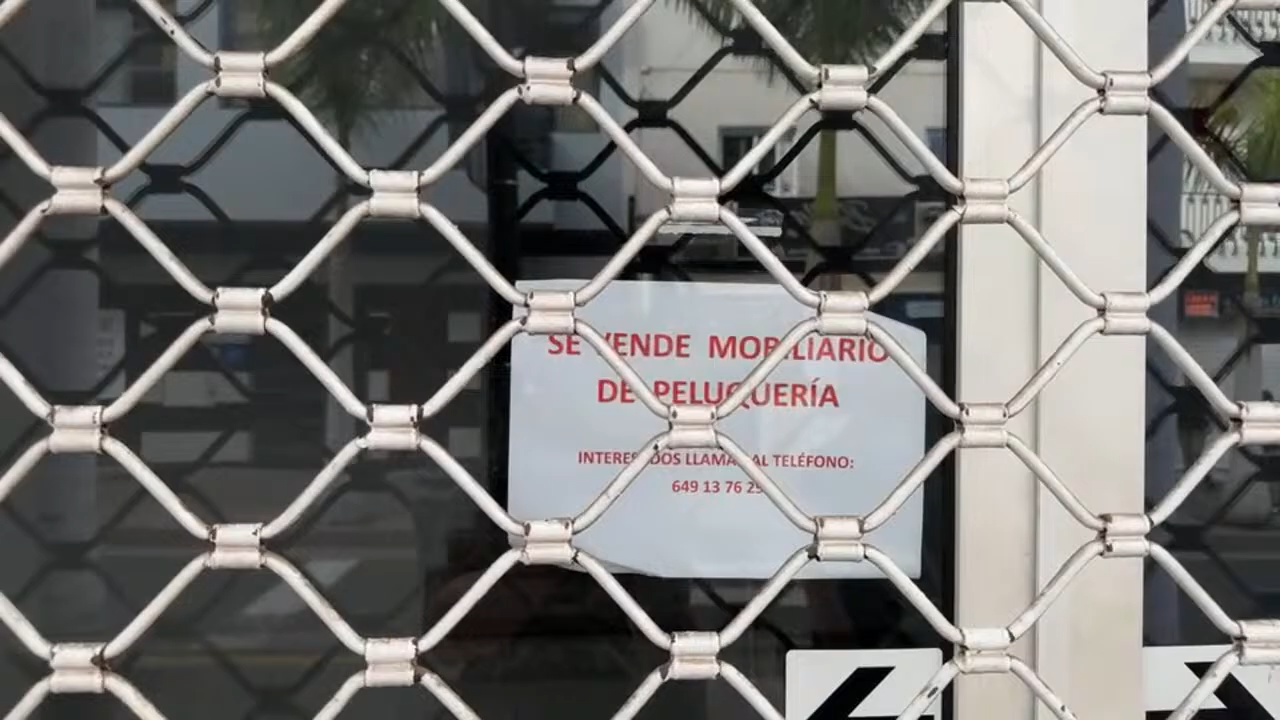 SE VENDE MOBILIARIO
DE PELUQUERÍA
INTERESADOS LLAMAR AL TELÉFONO:
649 13 76 25